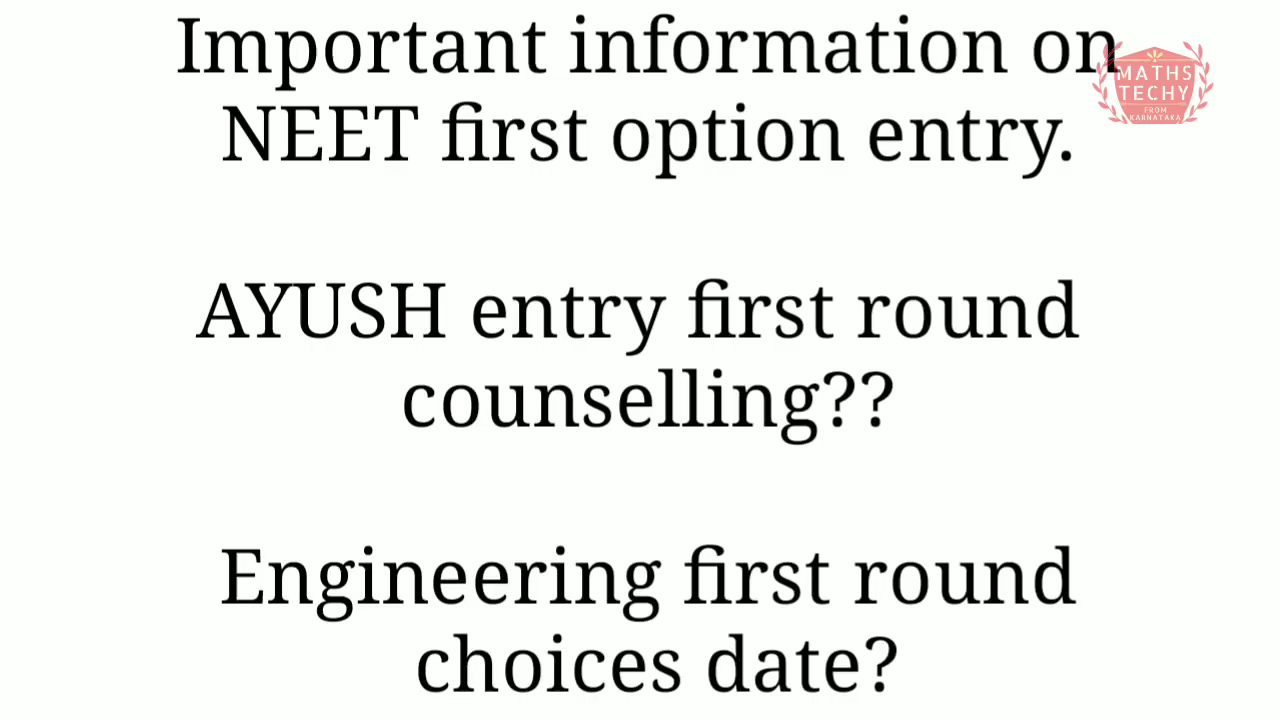 Important information on
NEET first option entry.
AYUSH entry first round
counselling??
Engineering first round
choices date?
MATHS
TECHY
FROM
KARNATAKA